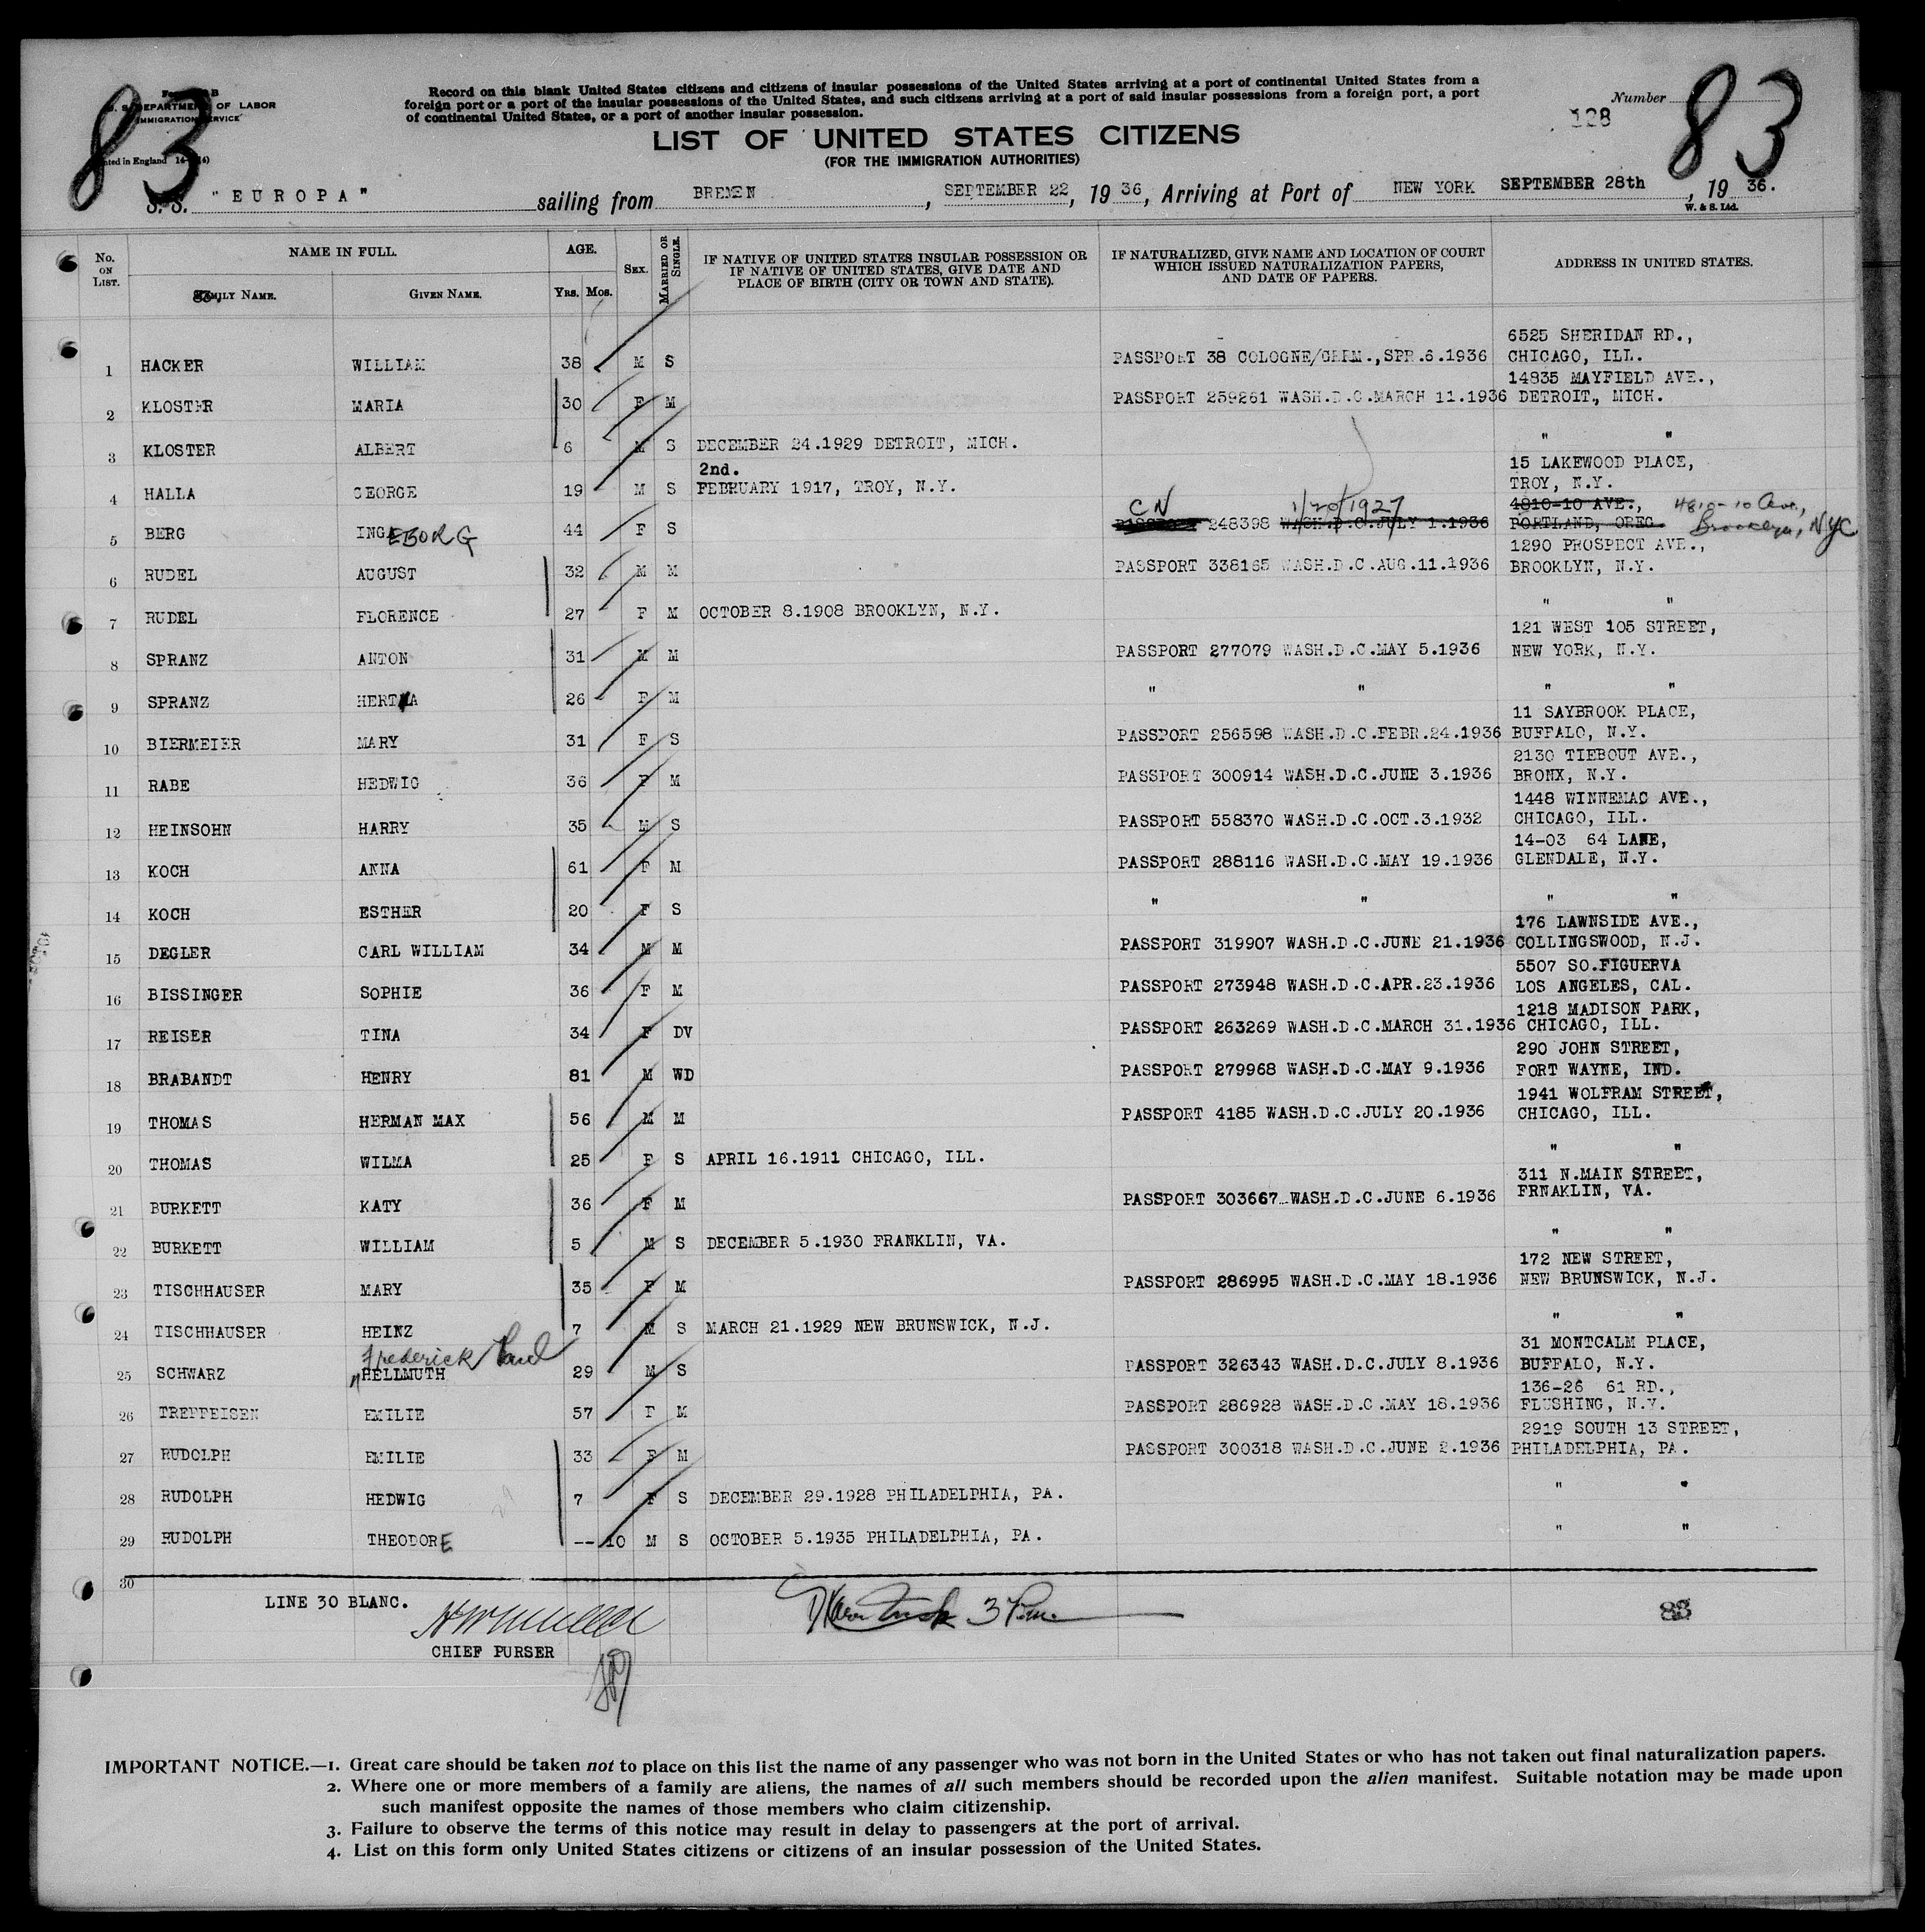 83
83
Record on this blank United States citizens and citizens of insular possessions of the United States arriving at a port of continental United States from a
foreign port or a port of the insular possessions of the United States, and such citizens arriving at a port of said insular possessions from a foreign port, a port
of continental United States, or a port of another insular possession.
DEPARTMENT OF LABOR
IMMIGRATION SERVICE
Printed in England
Number
128
LIST OF UNITED STATES CITIZENS
(FOR THE IMMIGRATION AUTHORITIES)
S. S. "EUROPA" sailing from BREMEN, SEPTEMBER 22, 1936, Arriving at Port of NEW YORK SEPTEMBER 28th, 1936.
W. & S. Ltd.
No. ON LIST. NAME IN FULL. AGE. SEX. MARRIED OR SINGLE. IF NATIVE OF UNITED STATES INSULAR POSSESSION OR IF NATIVE OF UNITED STATES, GIVE DATE AND PLACE OF BIRTH (CITY OR TOWN AND STATE). IF NATURALIZED, GIVE NAME AND LOCATION OF COURT WHICH ISSUED NATURALIZATION PAPERS, AND DATE OF PAPERS. ADDRESS IN UNITED STATES.
FAMILY NAME. GIVEN NAME. YRS. MOS.
6525 SHERIDAN RD.,
1 HACKER WILLIAM 38 M S PASSPORT 38 COLOGNE/GERM.,SPR.6.1936 CHICAGO, ILL.
14835 MAYFIELD AVE.,
2 KLOSTER MARIA 30 F M PASSPORT 259261 WASH.D.C.MARCH 11.1936 DETROIT, MICH.
3 KLOSTER ALBERT 6 M S DECEMBER 24.1929 DETROIT, MICH. " "
2nd. 15 LAKEWOOD PLACE,
4 HALLA GEORGE 19 M S FEBRUARY 1917, TROY, N.Y. TROY, N.Y.
CN 1/20/1927 4810-10 AVE., 4810-10 Ave.,
5 BERG INGEBORG 44 F S 248398 WASH.D.C.JULY 1.1936 PORTLAND, OREG. Brooklyn, NYC
1290 PROSPECT AVE.,
6 RUDEL AUGUST 32 M M PASSPORT 338165 WASH.D.C.AUG.11.1936 BROOKLYN, N.Y.
7 RUDEL FLORENCE 27 F M OCTOBER 8.1908 BROOKLYN, N.Y. " "
121 WEST 105 STREET,
8 SPRANZ ANTON 31 M M PASSPORT 277079 WASH.D.C.MAY 5.1936 NEW YORK, N.Y.
9 SPRANZ HERTHA 26 F M " " " "
11 SAYBROOK PLACE,
10 BIERMEIER MARY 31 F S PASSPORT 256598 WASH.D.C.FEBR.24.1936 BUFFALO, N.Y.
2130 TIEBOUT AVE.,
11 RABE HEDWIG 36 F M PASSPORT 300914 WASH.D.C.JUNE 3.1936 BRONX, N.Y.
1448 WINNEMAC AVE.,
12 HEINSOHN HARRY 35 M S PASSPORT 558370 WASH.D.C.OCT.3.1932 CHICAGO, ILL.
14-03 64 LANE,
13 KOCH ANNA 61 F M PASSPORT 288116 WASH.D.C.MAY 19.1936 GLENDALE, N.Y.
14 KOCH ESTHER 20 F S " " " "
176 LAWNSIDE AVE.,
15 DEGLER CARL WILLIAM 34 M M PASSPORT 319907 WASH.D.C.JUNE 21.1936 COLLINGSWOOD, N.J.
5507 SO.FIGUERVA
16 BISSINGER SOPHIE 36 F M PASSPORT 273948 WASH.D.C.APR.23.1936 LOS ANGELES, CAL.
1218 MADISON PARK,
17 REISER TINA 34 F DV PASSPORT 263269 WASH.D.C.MARCH 31.1936 CHICAGO, ILL.
290 JOHN STREET,
18 BRABANDT HENRY 81 M WD PASSPORT 279968 WASH.D.C.MAY 9.1936 FORT WAYNE, IND.
1941 WOLFRAM STREET,
19 THOMAS HERMAN MAX 56 M M PASSPORT 4185 WASH.D.C.JULY 20.1936 CHICAGO, ILL.
20 THOMAS WILMA 25 F S APRIL 16.1911 CHICAGO, ILL. " "
311 N.MAIN STREET,
21 BURKETT KATY 36 F M PASSPORT 303667 WASH.D.C.JUNE 6.1936 FRNAKLIN, VA.
22 BURKETT WILLIAM 5 M S DECEMBER 5.1930 FRANKLIN, VA. " "
172 NEW STREET,
23 TISCHHAUSER MARY 35 F M PASSPORT 286995 WASH.D.C.MAY 18.1936 NEW BRUNSWICK, N.J.
24 TISCHHAUSER HEINZ 7 M S MARCH 21.1929 NEW BRUNSWICK, N.J. " "
Frederick Paul 31 MONTCALM PLACE,
25 SCHWARZ HELLMUTH 29 M S PASSPORT 326343 WASH.D.C.JULY 8.1936 BUFFALO, N.Y.
136-26 61 RD.,
26 TREFFEISEN EMILIE 57 F M PASSPORT 286928 WASH.D.C.MAY 18.1936 FLUSHING, N.Y.
2919 SOUTH 13 STREET,
27 RUDOLPH EMILIE 33 F M PASSPORT 300318 WASH.D.C.JUNE 2.1936 PHILADELPHIA, PA.
28 RUDOLPH HEDWIG 7 F S DECEMBER 29.1928 PHILADELPHIA, PA. " "
29 RUDOLPH THEODORE -- 10 M S OCTOBER 5.1935 PHILADELPHIA, PA. " "
30
LINE 30 BLANC.
83
CHIEF PURSER
IMPORTANT NOTICE.—1. Great care should be taken not to place on this list the name of any passenger who was not born in the United States or who has not taken out final naturalization papers.
2. Where one or more members of a family are aliens, the names of all such members should be recorded upon the alien manifest. Suitable notation may be made upon
such manifest opposite the names of those members who claim citizenship.
3. Failure to observe the terms of this notice may result in delay to passengers at the port of arrival.
4. List on this form only United States citizens or citizens of an insular possession of the United States.